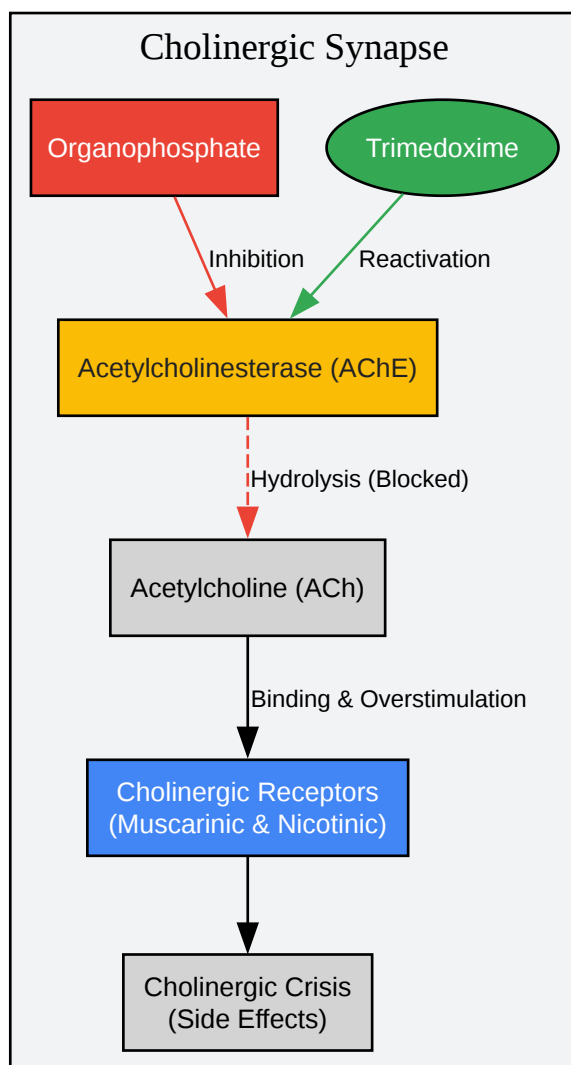 Cholinergic Synapse
Organophosphate
Trimedoxime
Inhibition
Reactivation
Acetylcholinesterase (AChE)
Hydrolysis (Blocked)
Acetylcholine (ACh)
Binding & Overstimulation
Cholinergic Receptors
(Muscarinic & Nicotinic)
Cholinergic Crisis
(Side Effects)